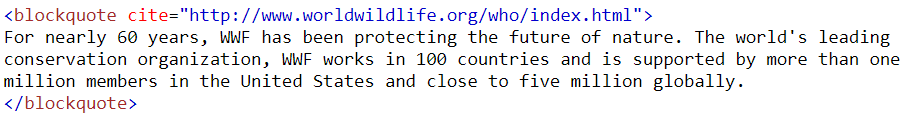 <blockquote cite="http://www.worldwildlife.org/who/index.html">
For nearly 60 years, WWF has been protecting the future of nature. The world's leading
conservation organization, WWF works in 100 countries and is supported by more than one
million members in the United States and close to five million globally.
</blockquote>